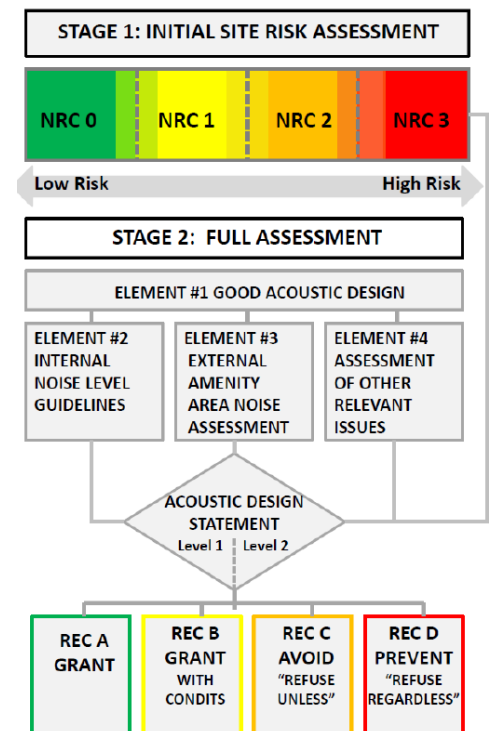 STAGE 1: INITIAL SITE RISK ASSESSMENT
NRC 0
NRC 1
NRC 2
NRC 3
Low Risk
High Risk
STAGE 2: FULL ASSESSMENT
ELEMENT #1 GOOD ACOUSTIC DESIGN
ELEMENT #2
INTERNAL
NOISE LEVEL
GUIDELINES
ELEMENT #3
EXTERNAL
AMENITY
AREA NOISE
ASSESSMENT
ELEMENT #4
ASSESSMENT
OF OTHER
RELEVANT
ISSUES
ACOUSTIC DESIGN
STATEMENT
Level 1
Level 2
REC A
GRANT
REC B
GRANT
WITH
CONDITS
REC C
AVOID
“REFUSE
UNLESS”
REC D
PREVENT
“REFUSE
REGARDLESS”